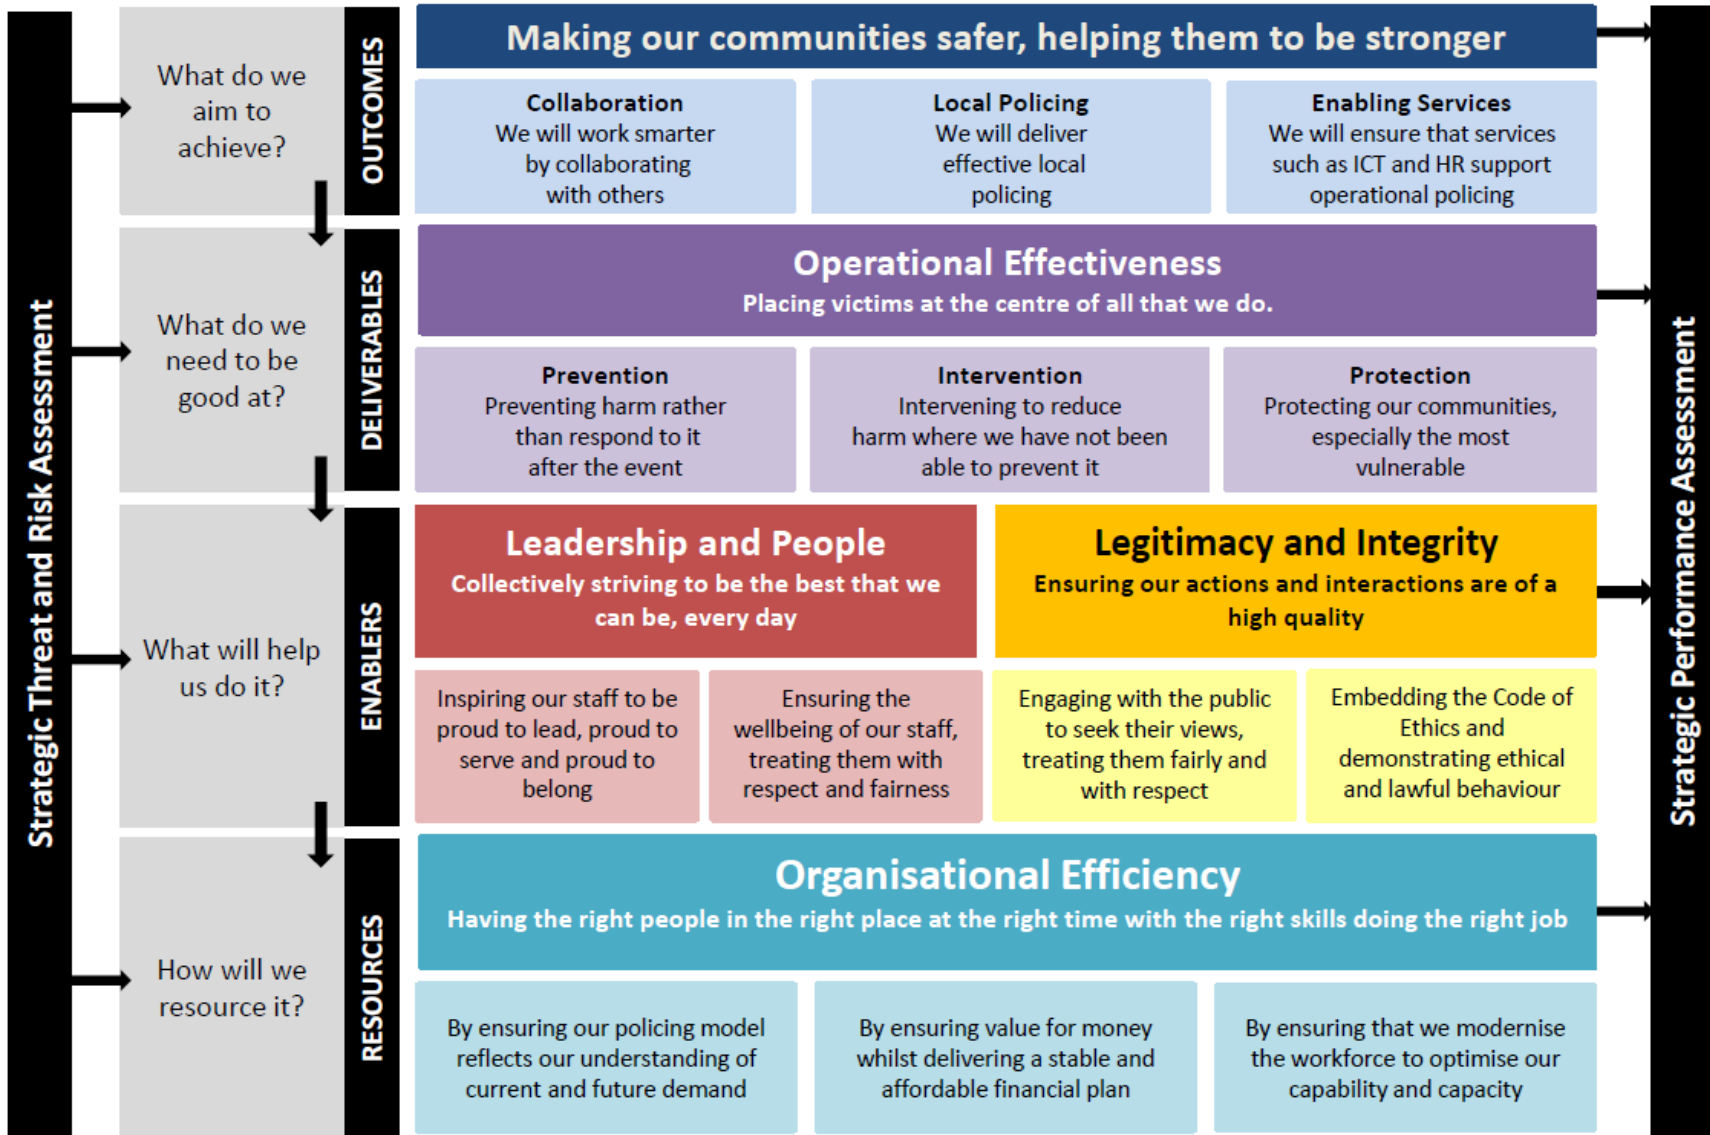 Strategic Threat and Risk Assessment
What do we
aim to
achieve?
OUTCOMES
Making our communities safer, helping them to be stronger
Collaboration
We will work smarter
by collaborating
with others
Local Policing
We will deliver
effective local
policing
Enabling Services
We will ensure that services
such as ICT and HR support
operational policing
What do we
need to be
good at?
DELIVERABLES
Operational Effectiveness
Placing victims at the centre of all that we do.
Prevention
Preventing harm rather
than respond to it
after the event
Intervention
Intervening to reduce
harm where we have not been
able to prevent it
Protection
Protecting our communities,
especially the most
vulnerable
What will help
us do it?
ENABLERS
Leadership and People
Collectively striving to be the best that we
can be, every day
Legitimacy and Integrity
Ensuring our actions and interactions are of a
high quality
Inspiring our staff to be
proud to lead, proud to
serve and proud to
belong
Ensuring the
wellbeing of our staff,
treating them with
respect and fairness
Engaging with the public
to seek their views,
treating them fairly and
with respect
Embedding the Code of
Ethics and
demonstrating ethical
and lawful behaviour
How will we
resource it?
RESOURCES
Organisational Efficiency
Having the right people in the right place at the right time with the right skills doing the right job
By ensuring our policing model
reflects our understanding of
current and future demand
By ensuring value for money
whilst delivering a stable and
affordable financial plan
By ensuring that we modernise
the workforce to optimise our
capability and capacity
Strategic Performance Assessment